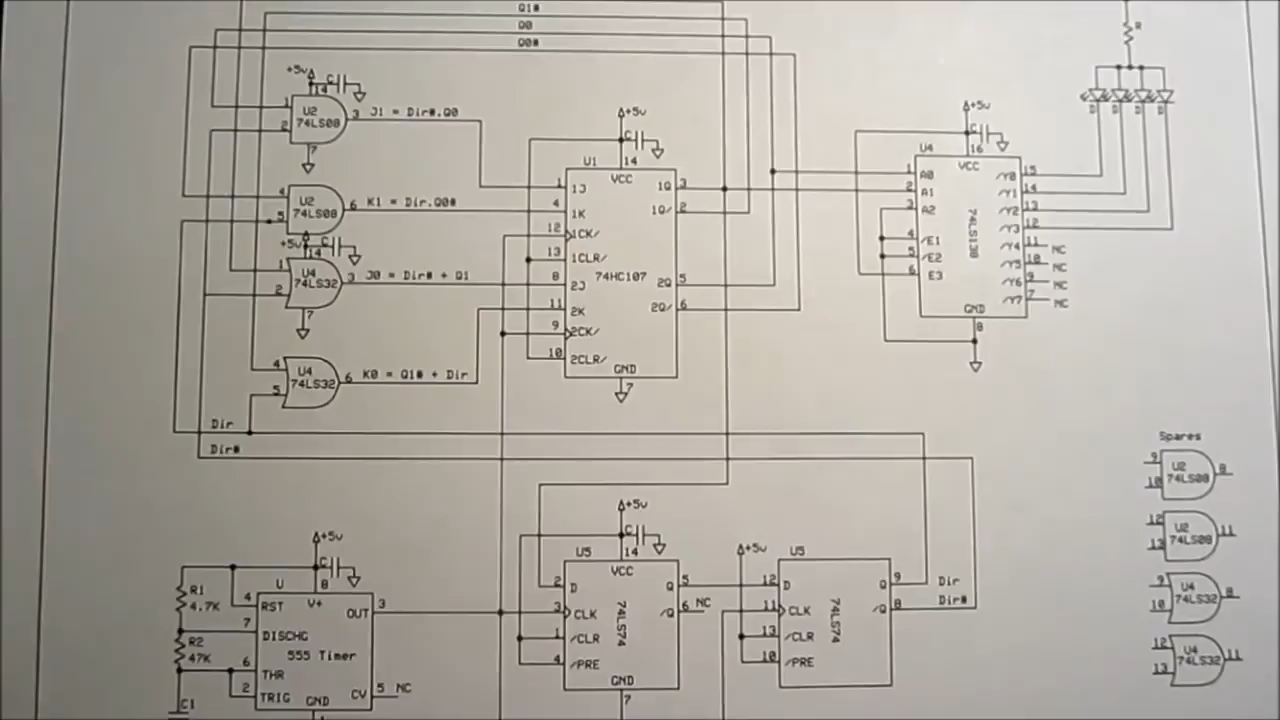 Q1#
Q0
Q0#
+5v
C
14
1
U2
74LS08
3
J1 = Dir#.Q0
2
7
4
U2
74LS08
6
K1 = Dir.Q0#
5
+5v
C
14
1
U4
74LS32
3
J0 = Dir# + Q1
2
7
4
U4
74LS32
6
K0 = Q1# + Dir
5
Dir
Dir#
+5v
C
U1
14
VCC
1
1J
1Q
3
4
1K
1Q/
2
12
1CK/
13
1CLR/
74HC107
8
2J
2Q
5
11
2K
2Q/
6
9
2CK/
10
2CLR/
GND
7
+5v
C
U4
16
VCC
1
A0
/Y0
15
2
A1
/Y1
14
3
A2
/Y2
13
/Y3
12
74LS138
4
/E1
/Y4
11
NC
5
/E2
/Y5
10
NC
6
E3
/Y6
9
NC
/Y7
7
NC
GND
8
R
D
D
D
D
Spares
9
10
U2
74LS08
8
12
13
U2
74LS08
11
9
10
U4
74LS32
8
12
13
U4
74LS32
11
+5v
C
8
R1
4.7K
R2
47K
C1
U
4
RST
V+
OUT
3
7
DISCHG
555 Timer
6
THR
2
TRIG
GND
CV
5
NC
1
+5v
C
U5
14
VCC
2
D
Q
5
3
CLK
/Q
6
NC
74LS74
1
/CLR
4
/PRE
GND
7
+5v
U5
12
D
Q
9
Dir
11
CLK
/Q
8
Dir#
74LS74
13
/CLR
10
/PRE